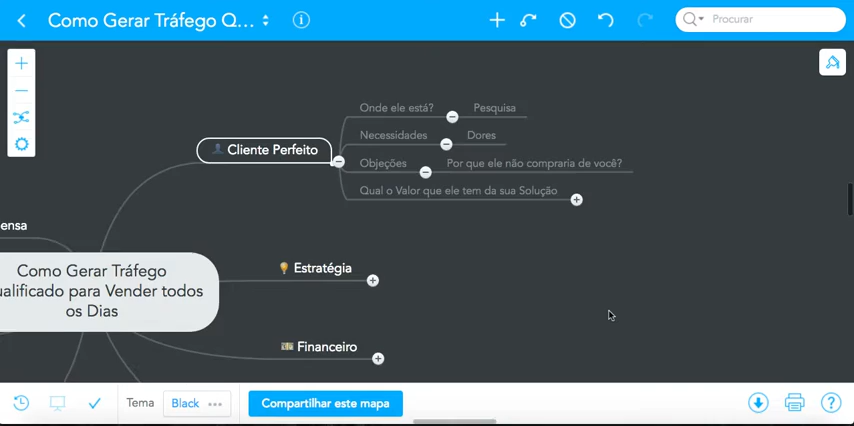 Como Gerar Tráfego Q...
Procurar
Onde ele está?
Pesquisa
Necessidades
Dores
Cliente Perfeito
Objeções
Por que ele não compraria de você?
Qual o Valor que ele tem da sua Solução
ensa
Estratégia
Como Gerar Tráfego
ualificado para Vender todos
os Dias
Financeiro
Tema
Black
Compartilhar este mapa